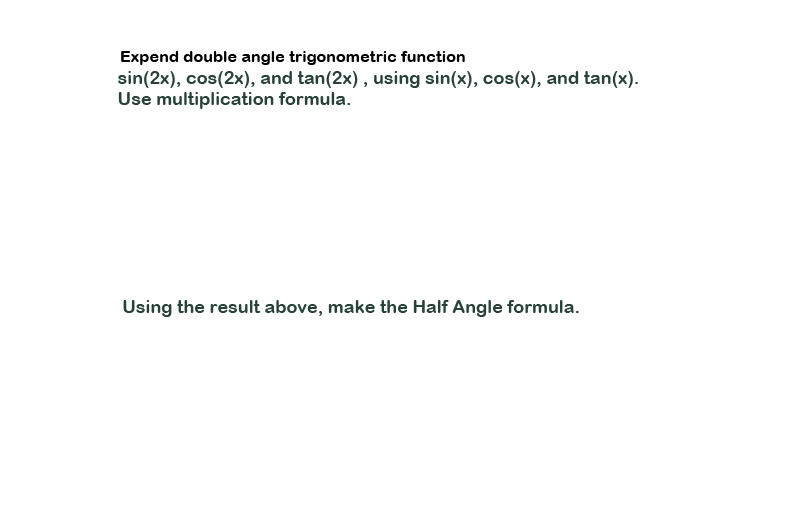 Expend double angle trigonometric function
sin(2x), cos(2x), and tan(2x) , using sin(x), cos(x), and tan(x).
Use multiplication formula.
Using the result above, make the Half Angle formula.